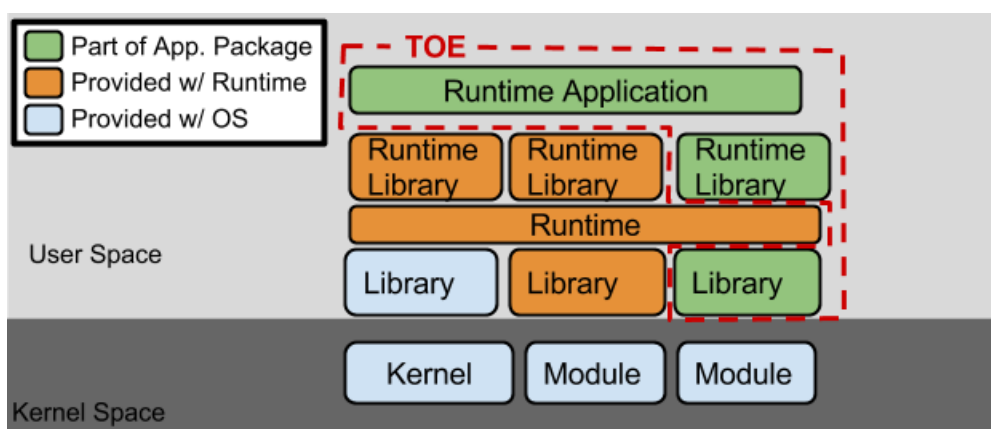 Part of App. Package
Provided w/ Runtime
Provided w/ OS
TOE
Runtime Application
Runtime
Library
Runtime
Library
Runtime
Library
Runtime
User Space
Library
Library
Library
Kernel
Module
Module
Kernel Space